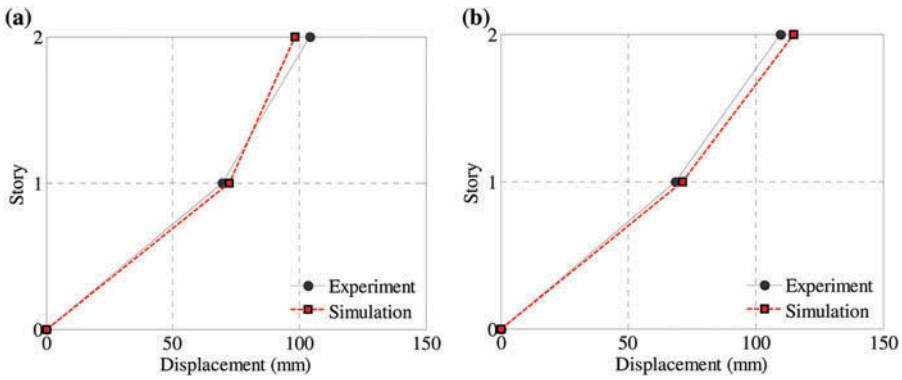 (a)
2
1
0
Story
0
50
100
150
Displacement (mm)
Experiment
Simulation
(b)
2
1
0
Story
0
50
100
150
Displacement (mm)
Experiment
Simulation